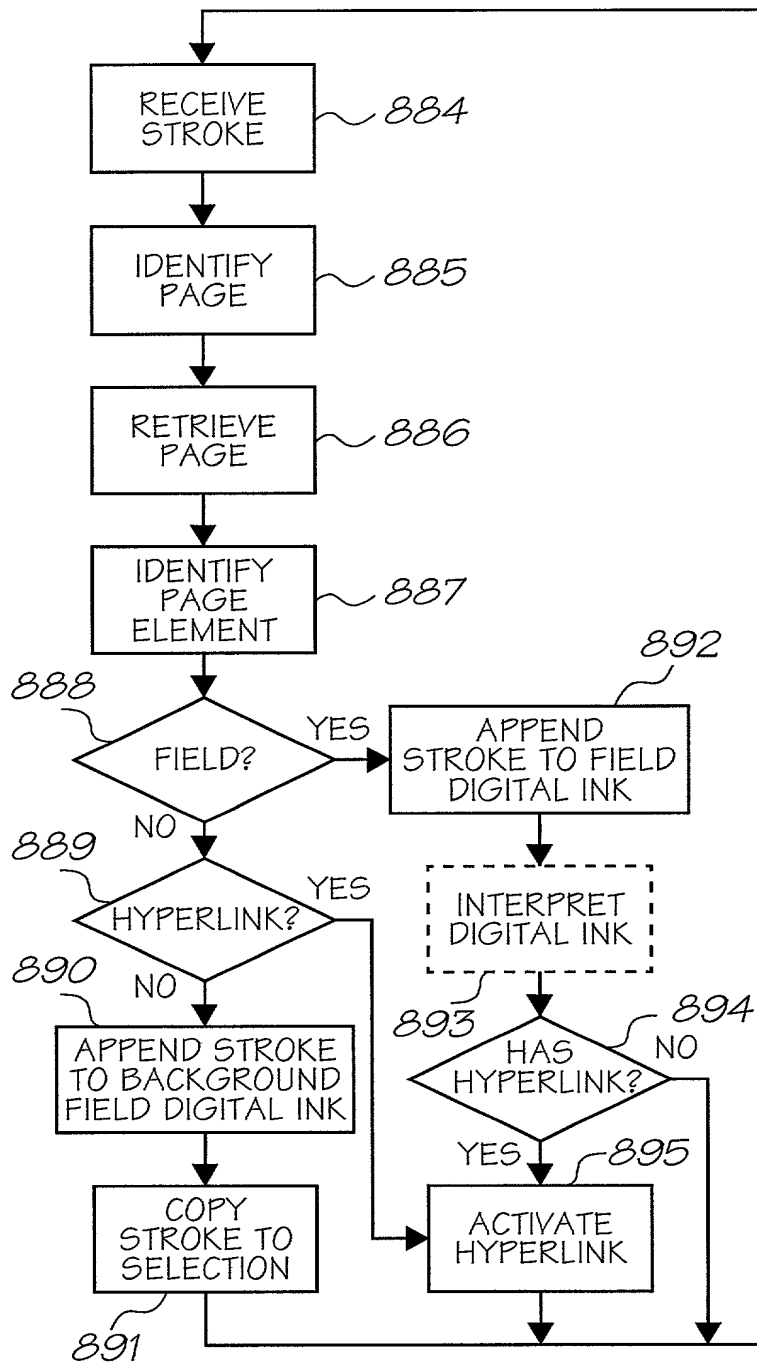 RECEIVE
STROKE
884
IDENTIFY
PAGE
885
RETRIEVE
PAGE
886
IDENTIFY
PAGE
ELEMENT
887
888
FIELD?
YES
NO
892
APPEND
STROKE TO FIELD
DIGITAL INK
889
HYPERLINK?
YES
NO
INTERPRET
DIGITAL INK
893
890
APPEND STROKE
TO BACKGROUND
FIELD DIGITAL INK
894
HAS
HYPERLINK?
NO
YES
895
COPY
STROKE TO
SELECTION
891
ACTIVATE
HYPERLINK